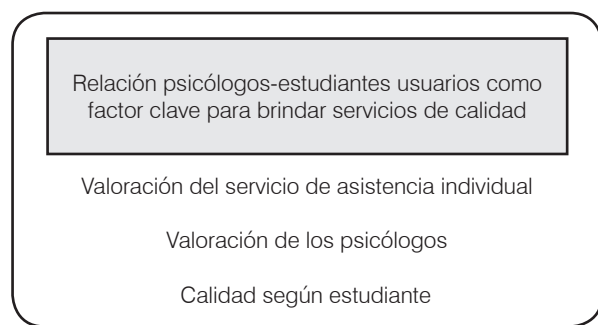 Relación psicólogos-estudiantes usuarios como
factor clave para brindar servicios de calidad
Valoración del servicio de asistencia individual
Valoración de los psicólogos
Calidad según estudiante